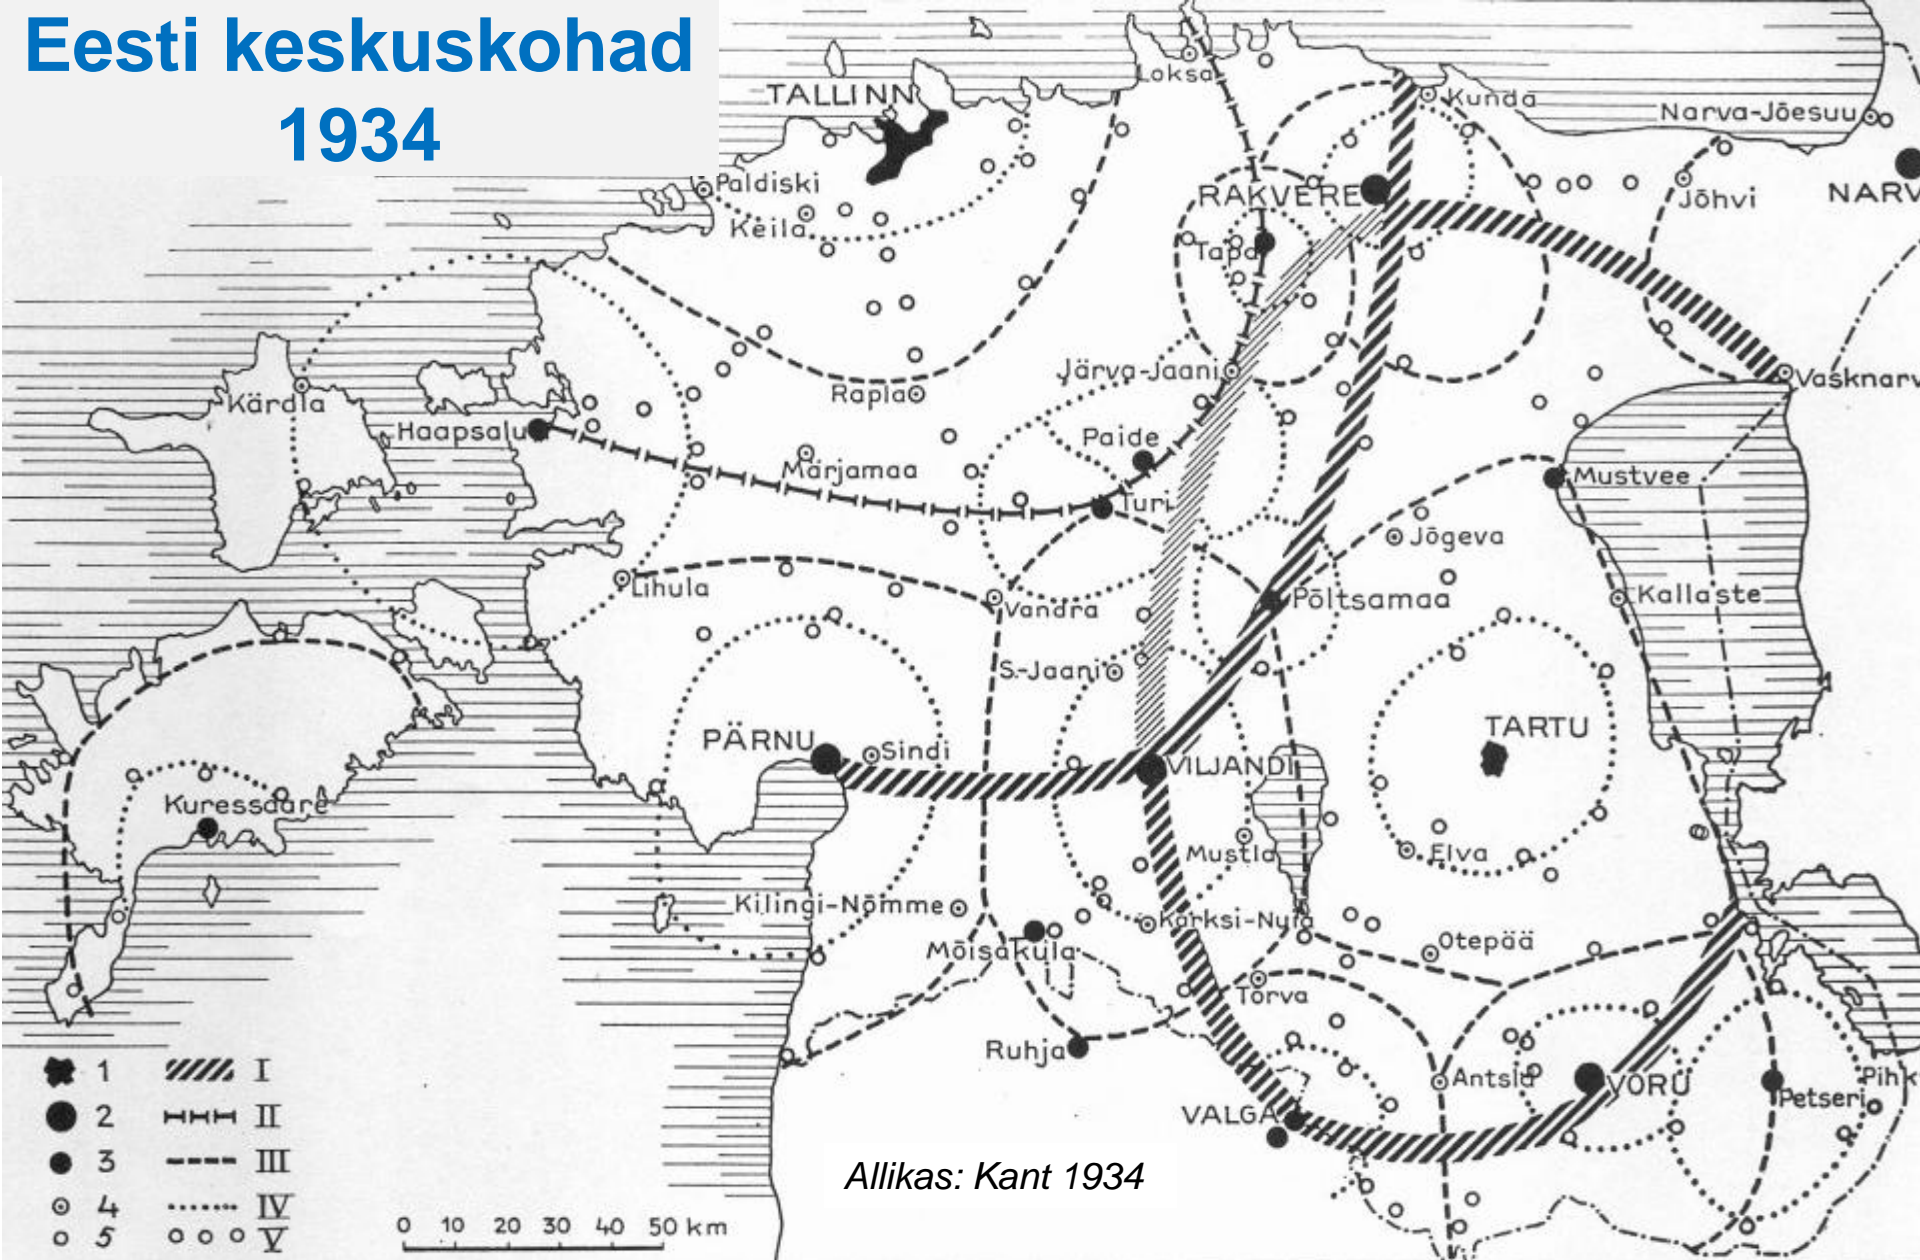 Eesti keskuskohad
1934
TALLINN
Loksa
Kunda
Narva-Jõesuu
Paldiski
Keila
RAKVERE
Jõhvi
NARV
Tapa
Järva-Jaani
Vasknarv
Kärdla
Rapla
Haapsalu
Paide
Märjamaa
Mustvee
Türi
Jõgeva
Lihula
Vandra
Põltsamaa
Kallaste
S.-Jaani
TARTU
PÄRNU
Sindi
VILJANDI
Kuressaare
Mustla
Elva
Kilingi-Nõmme
Karksi-Nuia
Mõisaküla
Otepää
Tõrva
Ruhja
Antsla
VÕRU
Pihk
Petseri
VALGA
1 I
2 II
3 III
4 IV
5 V
0 10 20 30 40 50 km
Allikas: Kant 1934